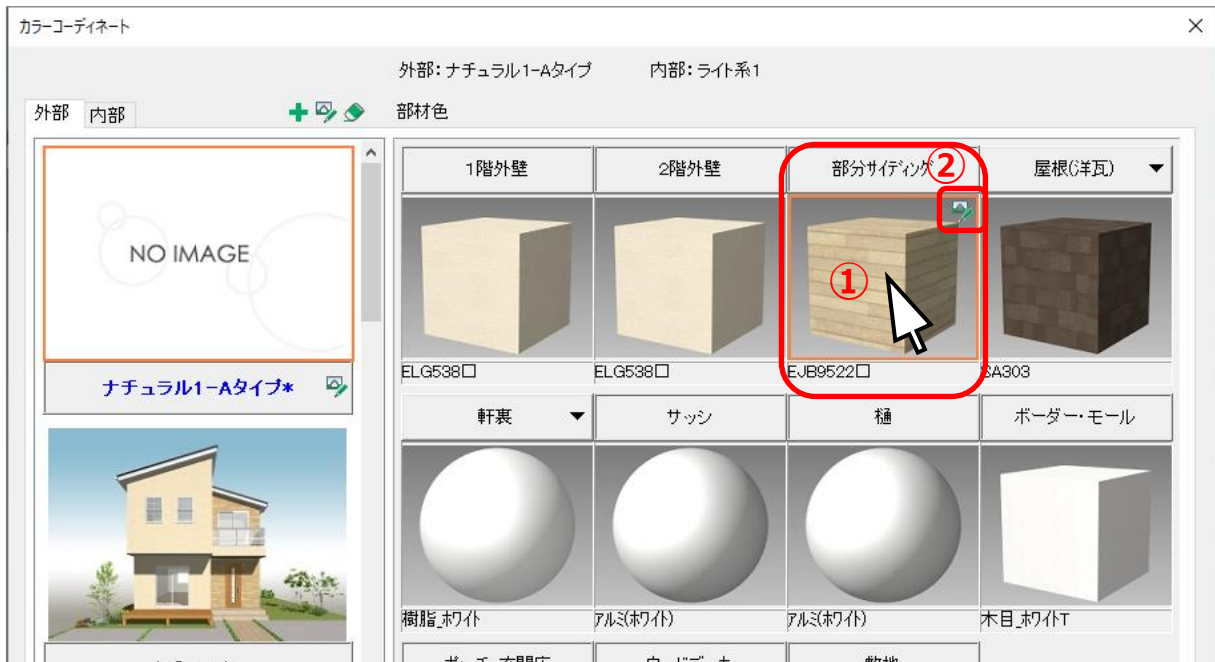 カラーコーディネート
外部：ナチュラル1-Aタイプ 内部：ライト系1
外部 内部 部材色
1階外壁 2階外壁 部分サイディング ② 屋根(洋瓦)
NO IMAGE
①
ELG538□ ELG538□ EJB9522□ SA303
ナチュラル1-Aタイプ*
軒裏 サッシ 樋 ボーダー・モール
樹脂_ホワイト アルミ(ホワイト) アルミ(ホワイト) 木目_ホワイトT